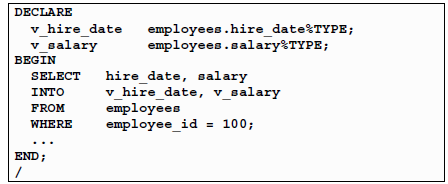 DECLARE
  v_hire_date   employees.hire_date%TYPE;
  v_salary      employees.salary%TYPE;
BEGIN
  SELECT   hire_date, salary
  INTO     v_hire_date, v_salary
  FROM     employees
  WHERE    employee_id = 100;
  ...
END;
/